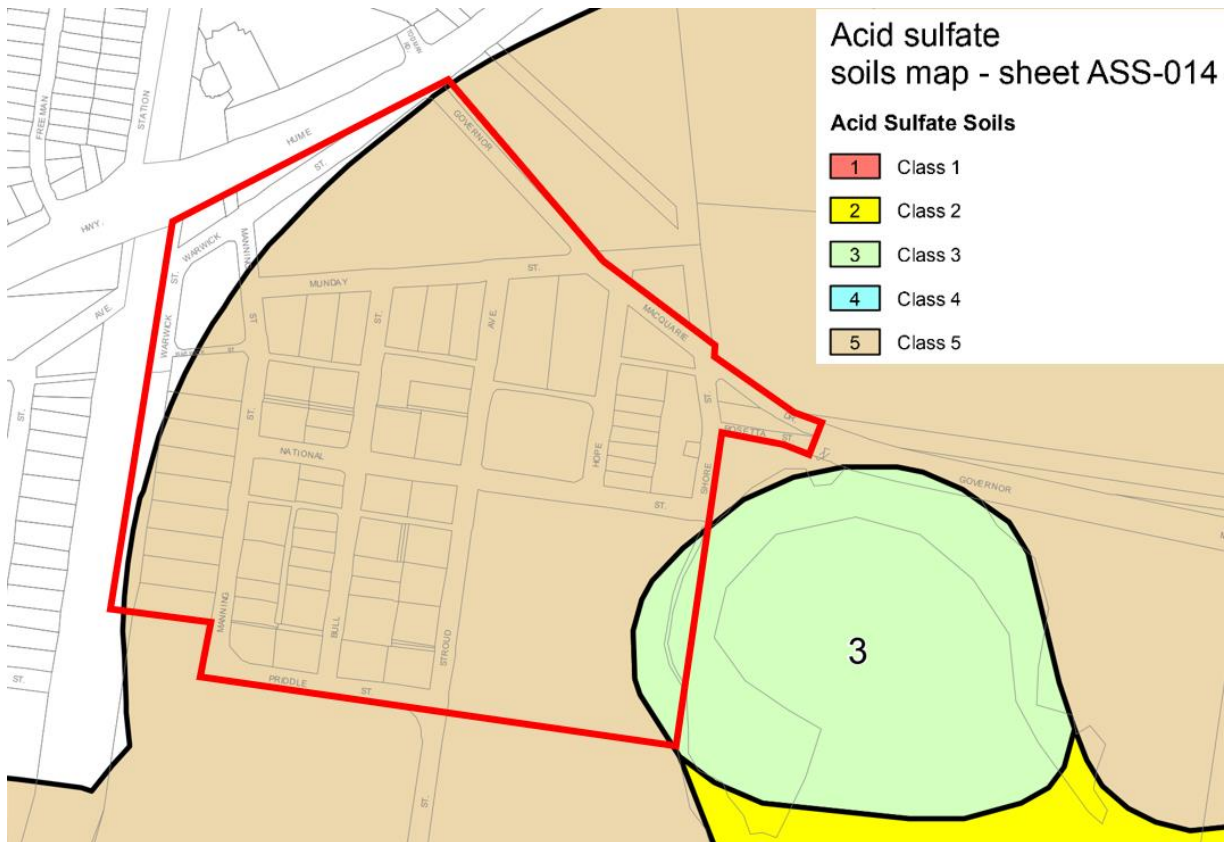 Acid sulfate
soils map - sheet ASS-014
Acid Sulfate Soils
1 Class 1
2 Class 2
3 Class 3
4 Class 4
5 Class 5
FREEMAN
STATION
HUME
HWY.
ST.
WARWICK
ST.
WARWICK
MANNING
GOVERNOR
MUNDAY
ST.
AVE.
ST.
AVE.
ST
MACQUARIE
ST.
ST.
DR.
ROSETTA
ST.
NATIONAL
HOPE
SHORE
ST.
GOVERNOR
MANNING
BULL
STROUD
PRIDDLE
ST.
ST.
ST.
3